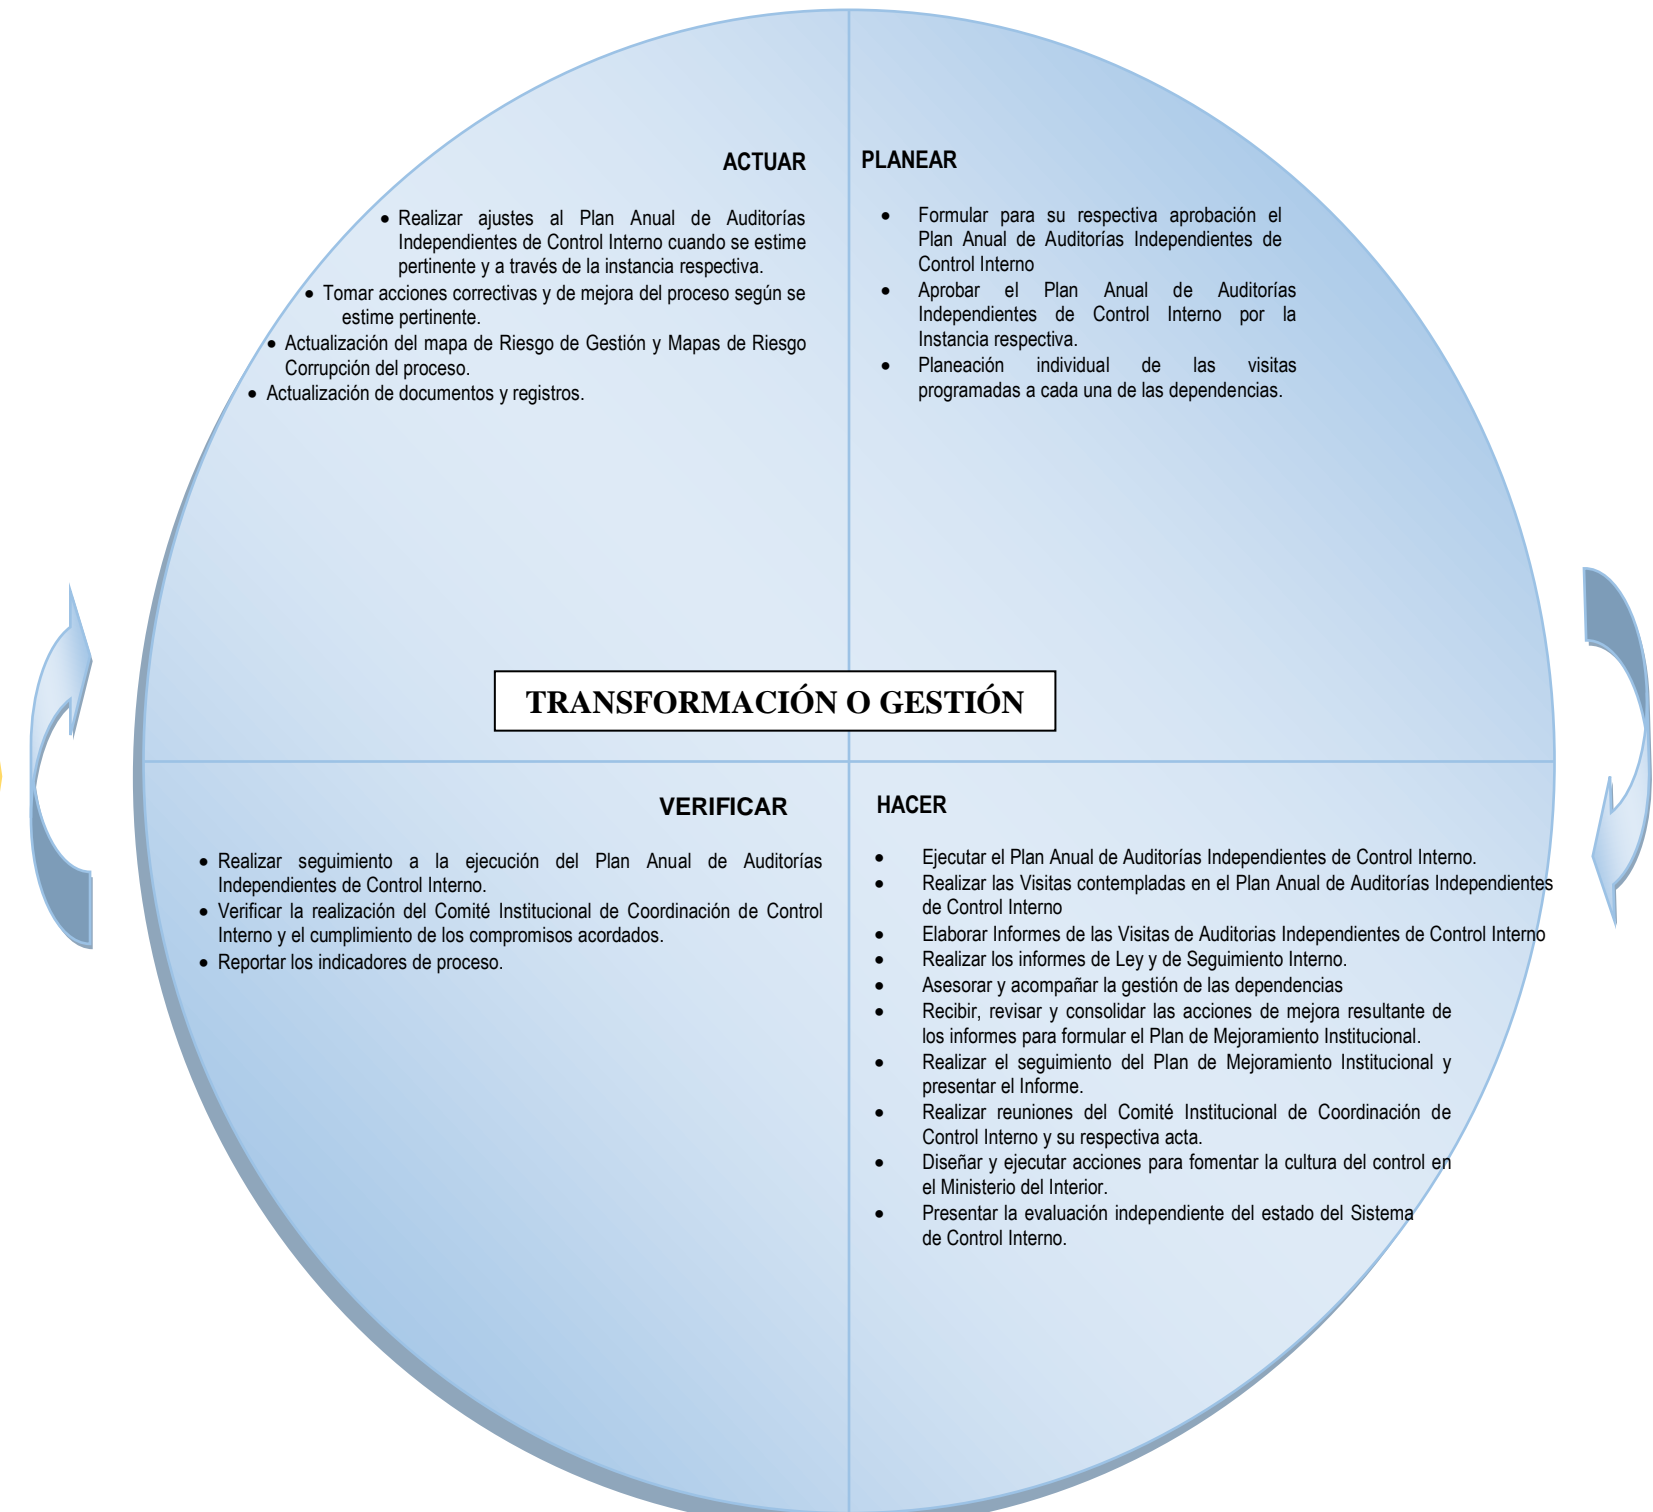 ACTUAR
• Realizar ajustes al Plan Anual de Auditorías
Independientes de Control Interno cuando se estime
pertinente y a través de la instancia respectiva.
• Tomar acciones correctivas y de mejora del proceso según se
estime pertinente.
• Actualización del mapa de Riesgo de Gestión y Mapas de Riesgo
Corrupción del proceso.
• Actualización de documentos y registros.
PLANEAR
• Formular para su respectiva aprobación el
Plan Anual de Auditorías Independientes de
Control Interno
• Aprobar el Plan Anual de Auditorías
Independientes de Control Interno por la
Instancia respectiva.
• Planeación individual de las visitas
programadas a cada una de las dependencias.
TRANSFORMACIÓN O GESTIÓN
VERIFICAR
• Realizar seguimiento a la ejecución del Plan Anual de Auditorías
Independientes de Control Interno.
• Verificar la realización del Comité Institucional de Coordinación de Control
Interno y el cumplimiento de los compromisos acordados.
• Reportar los indicadores de proceso.
HACER
• Ejecutar el Plan Anual de Auditorías Independientes de Control Interno.
• Realizar las Visitas contempladas en el Plan Anual de Auditorías Independientes
de Control Interno
• Elaborar Informes de las Visitas de Auditorias Independientes de Control Interno
• Realizar los informes de Ley y de Seguimiento Interno.
• Asesorar y acompañar la gestión de las dependencias
• Recibir, revisar y consolidar las acciones de mejora resultante de
los informes para formular el Plan de Mejoramiento Institucional.
• Realizar el seguimiento del Plan de Mejoramiento Institucional y
presentar el Informe.
• Realizar reuniones del Comité Institucional de Coordinación de
Control Interno y su respectiva acta.
• Diseñar y ejecutar acciones para fomentar la cultura del control en
el Ministerio del Interior.
• Presentar la evaluación independiente del estado del Sistema
de Control Interno.